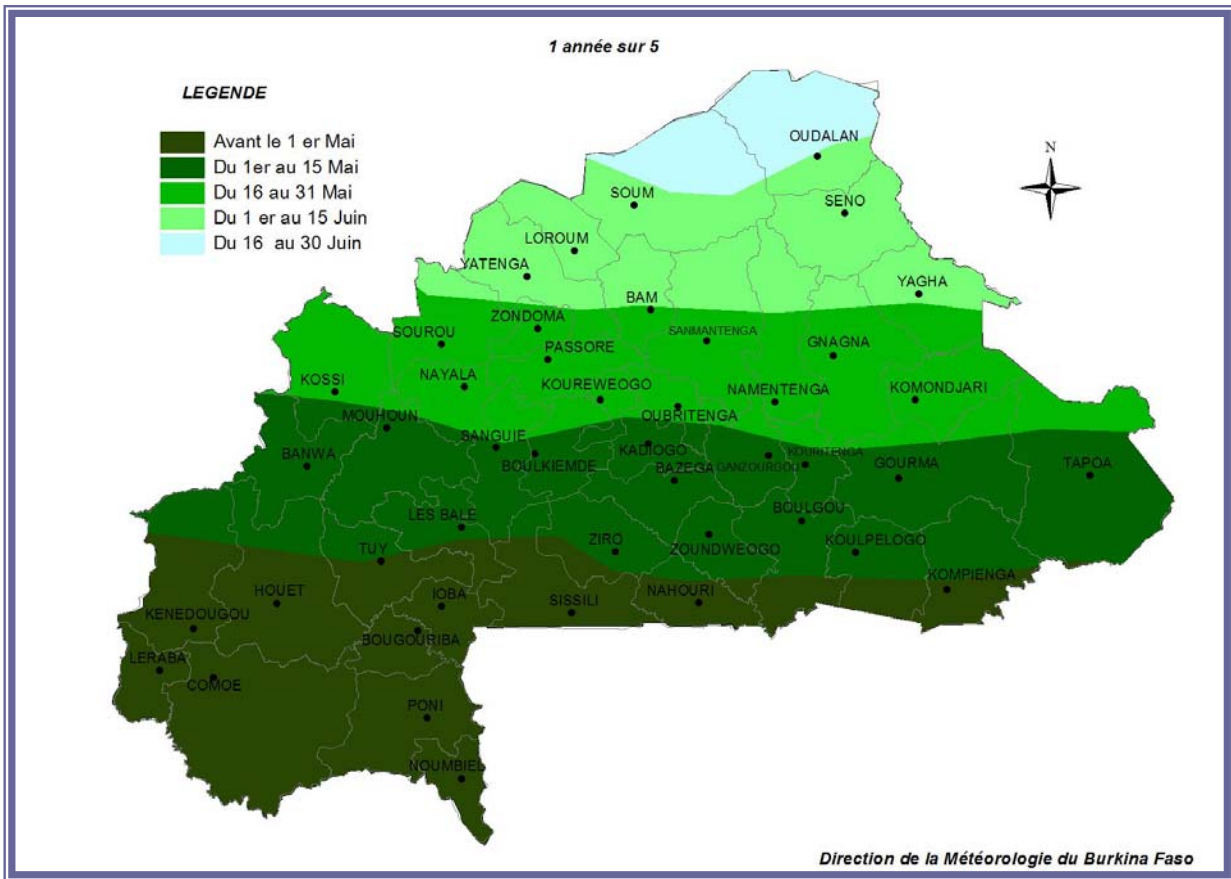 1 année sur 5
LEGENDE
Avant le 1 er Mai
Du 1er au 15 Mai
Du 16 au 31 Mai
Du 1 er au 15 Juin
Du 16 au 30 Juin
N
OUDALAN
SOUM
SENO
LOROUM
YATENGA
YAGHA
BAM
ZONDOMA
SANMANTENGA
SOUROU
GNAGNA
PASSORE
KOSSI
NAYALA
KOUREWEOGO
NAMENTENGA
KOMONDJARI
OUBRITENGA
MOUHOUN
SANGUIE
KADIOGO
BANWA
BOULKIEMDE
BAZEGA
GANZOURGOU
KOURITENGA
GOURMA
TAPOA
LES BALE
BOULGOU
TUY
ZIRO
ZOUNDWEOGO
KOULPELOGO
KOMPIENGA
HOUET
IOBA
SISSILI
NAHOURI
KENEDOUGOU
BOUGOURIBA
LERABA
COMOE
PONI
NOUMBIEL
Direction de la Météorologie du Burkina Faso